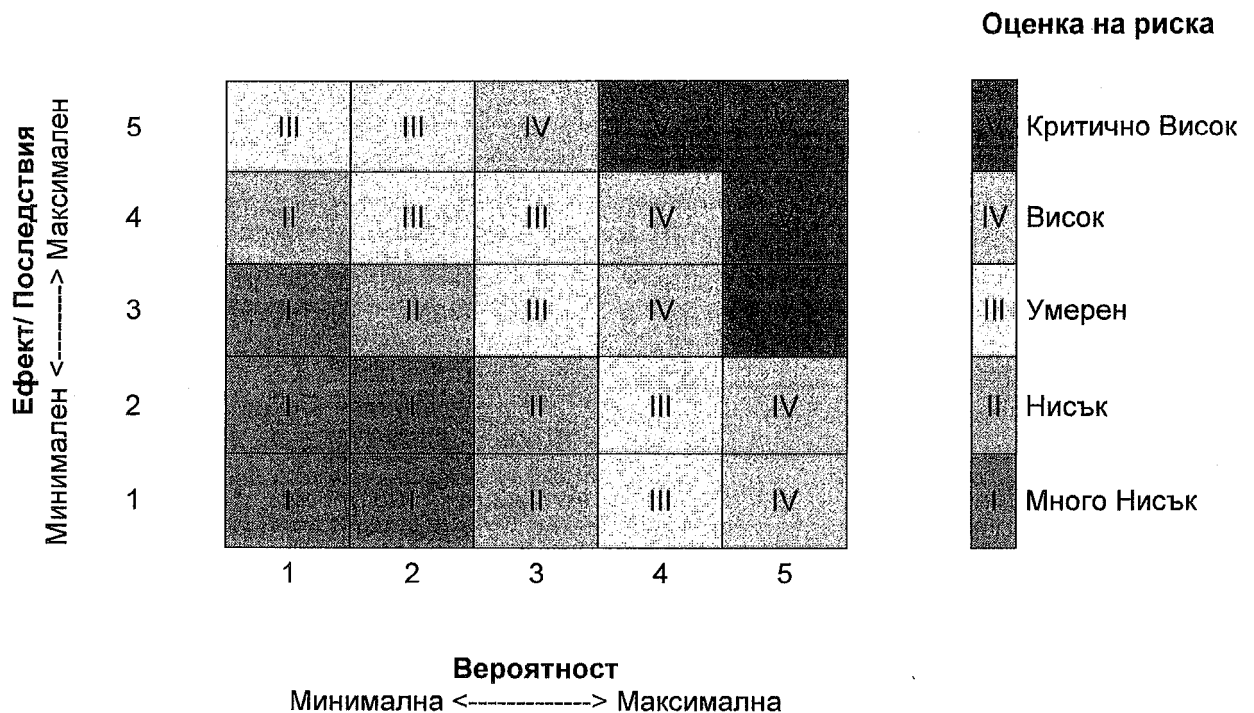 Оценка на риска
Ефект/ Последствия
Минимален <--------> Максимален
5 III III IV V V
4 II III III IV V
3 I II III IV V
2 I I II III IV
1 I I II III IV
1 2 3 4 5
Вероятност
Минимална <-------------> Максимална
V Критично Висок
IV Висок
III Умерен
II Нисък
I Много Нисък